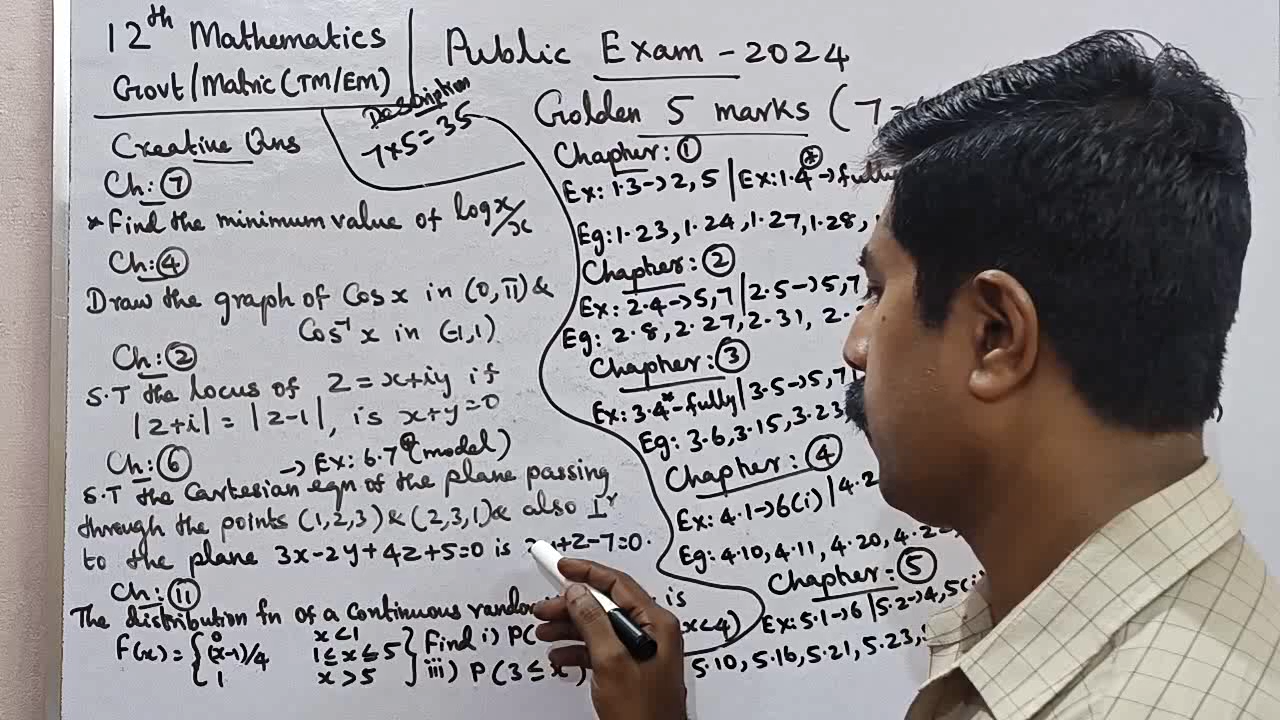 12th Mathematics
Govt/Matric (TM/EM)
Description
7×5=35
Creative Qns
Ch: 7
*Find the minimum value of log x/x
Ch: 4
Draw the graph of Cos x in (0, π) &
Cos⁻¹ x in (-1,1)
Ch: 2
S.T the locus of Z = x+iy if
|z+i| = |z-1|, is x+y=0
Ch: 6 → Ex: 6.7 (model)
S.T the Cartesian eqn of the plane passing
through the points (1,2,3) & (2,3,1) & also ⊥r
to the plane 3x-2y+4z+5=0 is y+z-7=0.
Ch: 11
The distribution fn of a continuous is
F(x) = { 0 x<1
(x-1)/4 1≤x≤5
1 x>5 }
Find i) P( x<4)
iii) P(3≤x)
Public Exam - 2024
Golden 5 marks (7
Chapter: 1
Ex: 1.3→2,5 | Ex: 1.4* → fully
Eg: 1.23, 1.24, 1.27, 1.28,
Chapter: 2
Ex: 2.4→5,7 | 2.5→5,7
Eg: 2.8, 2.27, 2.31, 2.
Chapter: 3
Ex: 3.4*-fully | 3.5→5,7
Eg: 3.6, 3.15, 3.23
Chapter: 4
Ex: 4.1→6(i) | 4.2
Eg: 4.10, 4.11, 4.20, 4.22,
Chapter: 5
Ex: 5.1→6 | 5.2→4,5(i
5.10, 5.16, 5.21, 5.23,